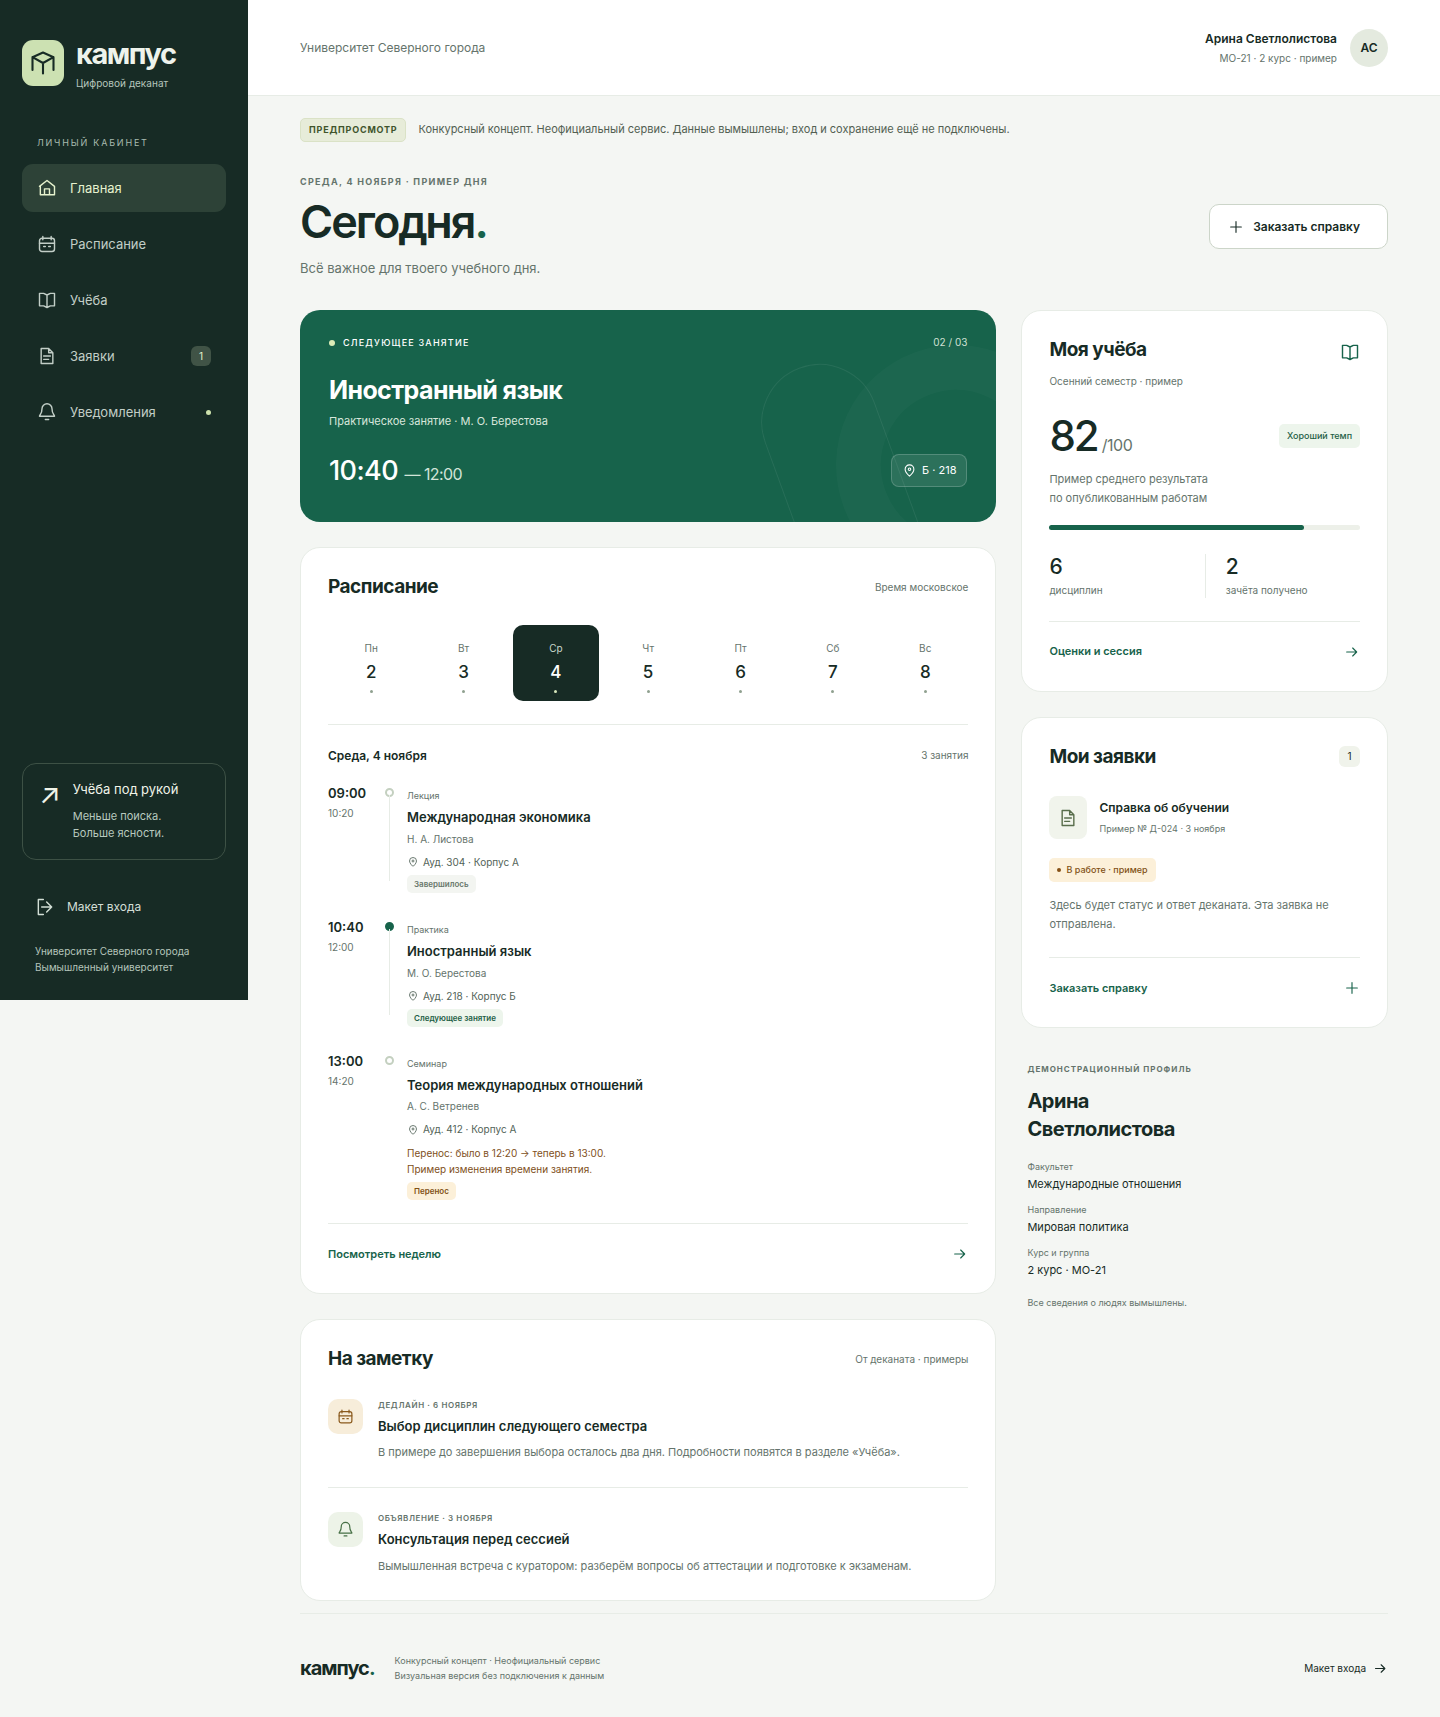 кампус
Цифровой деканат
ЛИЧНЫЙ КАБИНЕТ
Главная
Расписание
Учёба
Заявки 1
Уведомления
Учёба под рукой
Меньше поиска.
Больше ясности.
Макет входа
Университет Северного города
Вымышленный университет
Университет Северного города
Арина Светлолистова
МО-21 · 2 курс · пример
АС
ПРЕДПРОСМОТР Конкурсный концепт. Неофициальный сервис. Данные вымышлены; вход и сохранение ещё не подключены.
СРЕДА, 4 НОЯБРЯ · ПРИМЕР ДНЯ
Сегодня.
Всё важное для твоего учебного дня.
Заказать справку
СЛЕДУЮЩЕЕ ЗАНЯТИЕ 02 / 03
Иностранный язык
Практическое занятие · М. О. Берестова
10:40 — 12:00
Б · 218
Расписание
Время московское
Пн Вт Ср Чт Пт Сб Вс
2 3 4 5 6 7 8
Среда, 4 ноября
3 занятия
09:00
10:20
Лекция
Международная экономика
Н. А. Листова
Ауд. 304 · Корпус А
Завершилось
10:40
12:00
Практика
Иностранный язык
М. О. Берестова
Ауд. 218 · Корпус Б
Следующее занятие
13:00
14:20
Семинар
Теория международных отношений
А. С. Ветренев
Ауд. 412 · Корпус А
Перенос: было в 12:20 → теперь в 13:00.
Пример изменения времени занятия.
Перенос
Посмотреть неделю →
На заметку
От деканата · примеры
ДЕДЛАЙН · 6 НОЯБРЯ
Выбор дисциплин следующего семестра
В примере до завершения выбора осталось два дня. Подробности появятся в разделе «Учёба».
ОБЪЯВЛЕНИЕ · 3 НОЯБРЯ
Консультация перед сессией
Вымышленная встреча с куратором: разберём вопросы об аттестации и подготовке к экзаменам.
Моя учёба
Осенний семестр · пример
82 /100
Хороший темп
Пример среднего результата
по опубликованным работам
6
дисциплин
2
зачёта получено
Оценки и сессия →
Мои заявки
1
Справка об обучении
Пример № Д-024 · 3 ноября
В работе · пример
Здесь будет статус и ответ деканата. Эта заявка не
отправлена.
Заказать справку
ДЕМОНСТРАЦИОННЫЙ ПРОФИЛЬ
Арина
Светлолистова
Факультет
Международные отношения
Направление
Мировая политика
Курс и группа
2 курс · МО-21
Все сведения о людях вымышлены.
кампус.
Конкурсный концепт · Неофициальный сервис
Визуальная версия без подключения к данным
Макет входа →